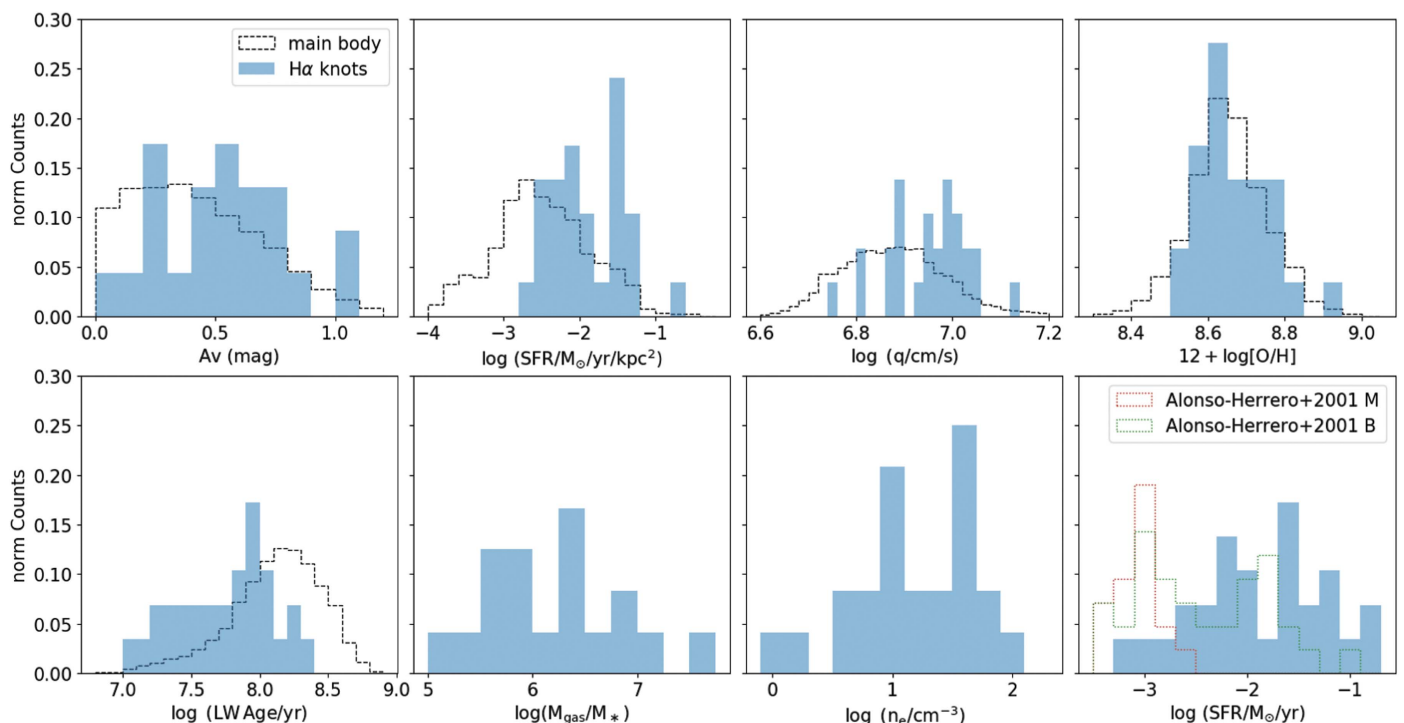 0.30
0.25
0.20
0.15
0.10
0.05
0.00
norm Counts
main body
Hα knots
0.0 0.5 1.0
Av (mag)
−4 −3 −2 −1
log (SFR/M⊙/yr/kpc²)
6.6 6.8 7.0 7.2
log (q/cm/s)
8.4 8.6 8.8 9.0
12 + log[O/H]
0.30
0.25
0.20
0.15
0.10
0.05
0.00
norm Counts
7.0 7.5 8.0 8.5 9.0
log (LW Age/yr)
5 6 7
log(M_gas/M_*)
0 1 2
log (n_e/cm⁻³)
Alonso-Herrero+2001 M
Alonso-Herrero+2001 B
−3 −2 −1
log (SFR/M⊙/yr)